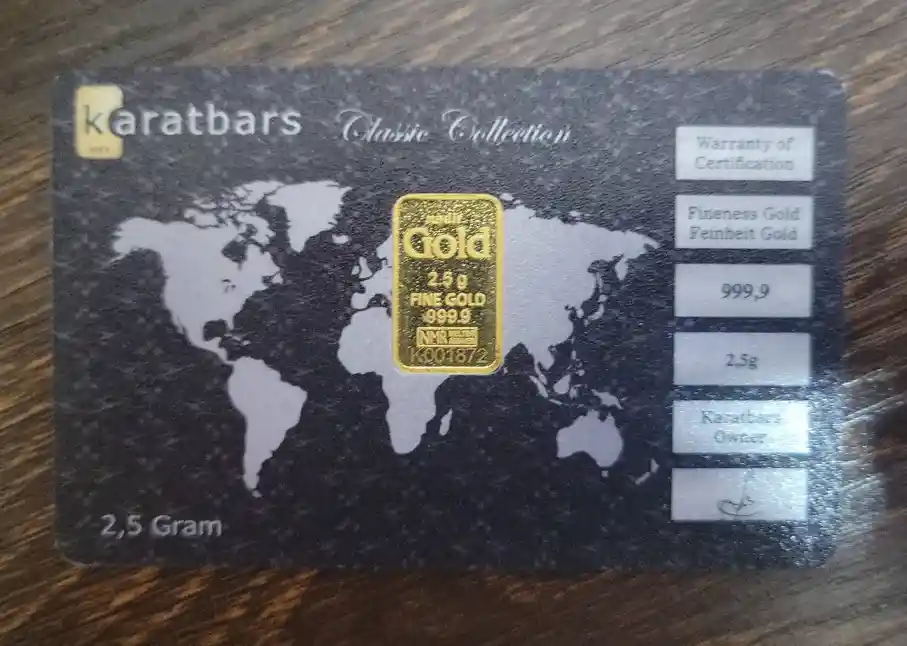 karatbars
Classic Collection
Warranty of
Certification
Fineness Gold
Feinheit Gold
999,9
2,5g
Karatbars
Owner
Gold
2.5 g
FINE GOLD
999.9
NMR
K001872
2,5 Gram